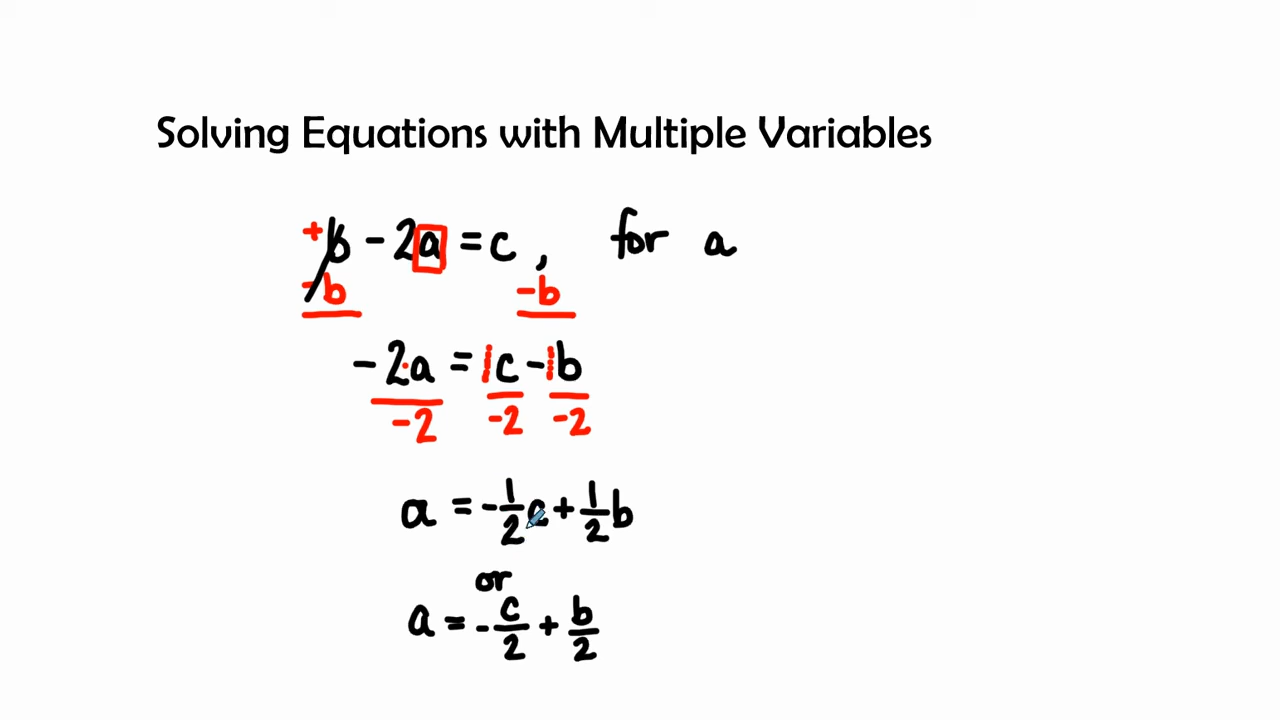 Solving Equations with Multiple Variables
+b - 2a = c, for a
-b -b
-2·a = 1c - 1b
-2 -2 -2
a = -1/2c + 1/2b
or
a = -c/2 + b/2